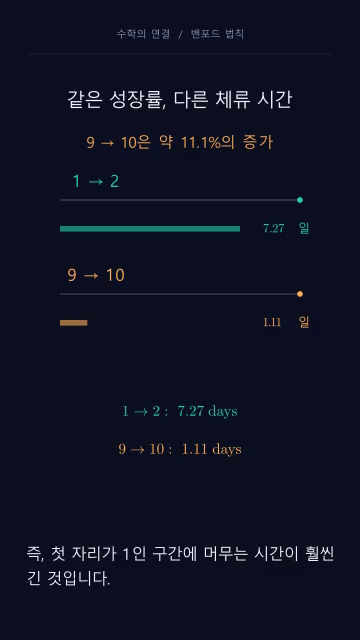 수학의 연결 / 벤포드 법칙
같은 성장률, 다른 체류 시간
9 → 10은 약 11.1%의 증가
1 → 2
7.27 일
9 → 10
1.11 일
1 → 2 : 7.27 days
9 → 10 : 1.11 days
즉, 첫 자리가 1인 구간에 머무는 시간이 훨씬
긴 것입니다.